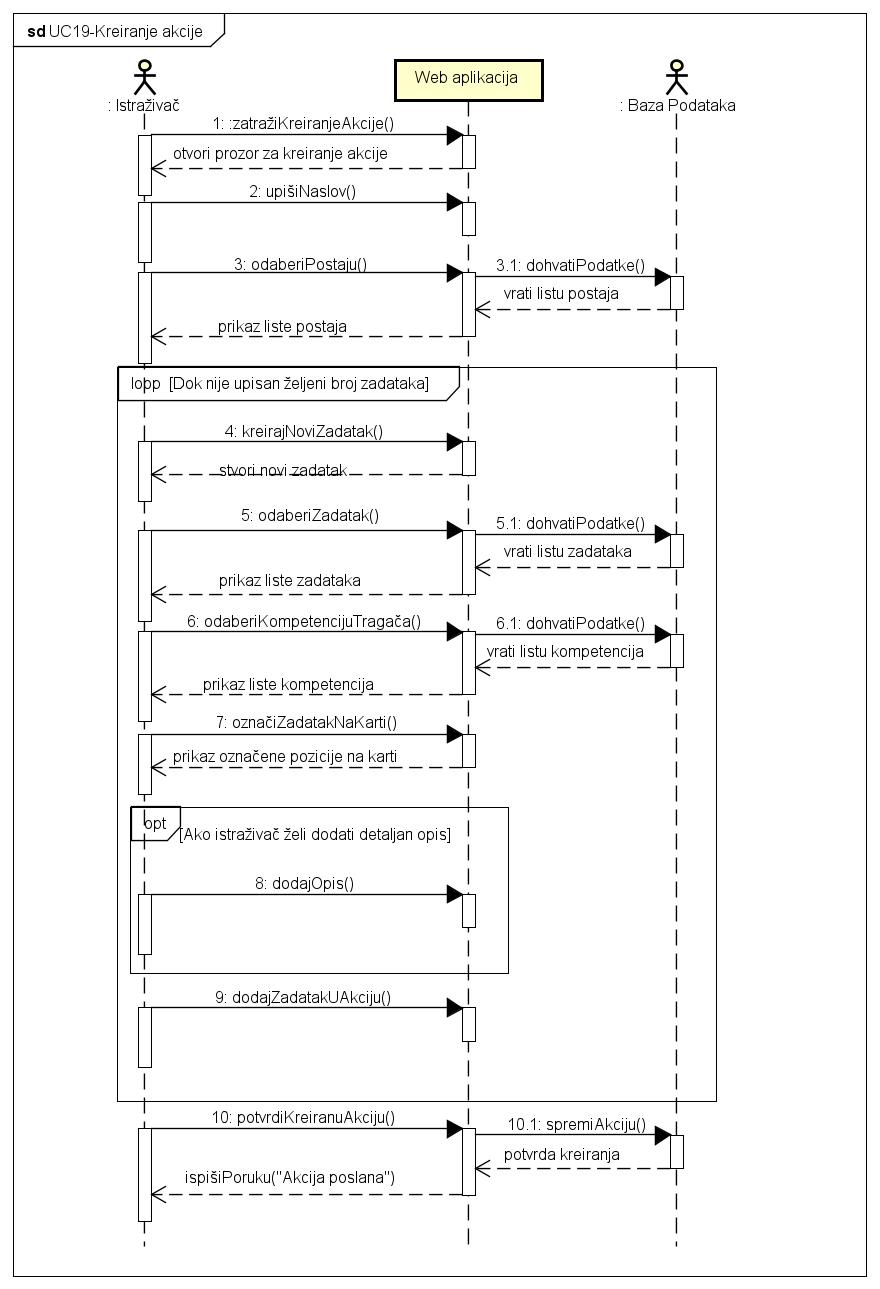 sd UC19-Kreiranje akcije
: Istraživač
Web aplikacija
: Baza Podataka
1: :zatražiKreiranjeAkcije()
otvori prozor za kreiranje akcije
2: upišiNaslov()
3: odaberiPostaju()
3.1: dohvatiPodatke()
vrati listu postaja
prikaz liste postaja
loop [Dok nije upisan željeni broj zadataka]
4: kreirajNoviZadatak()
stvori novi zadatak
5: odaberiZadatak()
5.1: dohvatiPodatke()
vrati listu zadataka
prikaz liste zadataka
6: odaberiKompetencijuTragača()
6.1: dohvatiPodatke()
vrati listu kompetencija
prikaz liste kompetencija
7: označiZadatakNaKarti()
prikaz označene pozicije na karti
opt
[Ako istraživač želi dodati detaljan opis]
8: dodajOpis()
9: dodajZadatakUAkciju()
10: potvrdiKreiranuAkciju()
10.1: spremiAkciju()
potvrda kreiranja
ispišiPoruku("Akcija poslana")